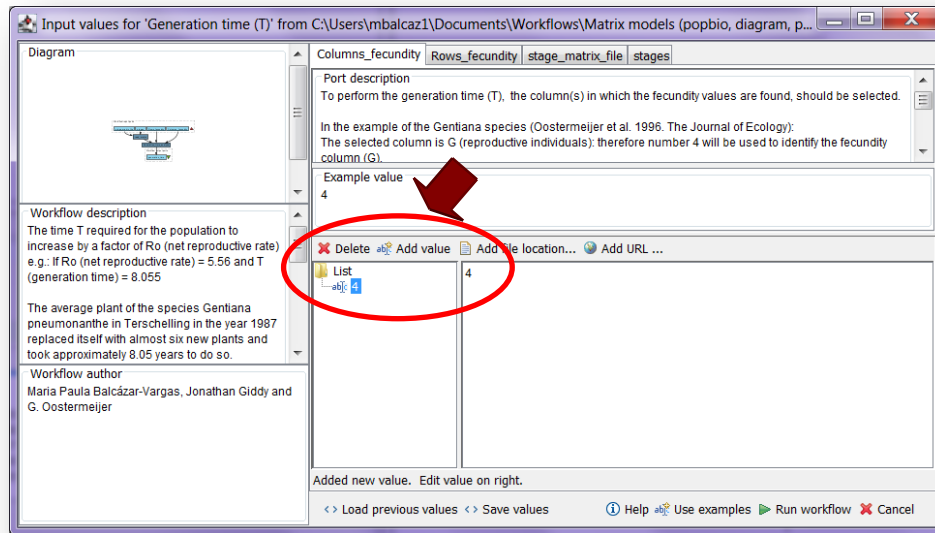 Input values for 'Generation time (T)' from C:\Users\mbalcaz1\Documents\Workflows\Matrix models (popbio, diagram, p...
Diagram
Workflow description
The time T required for the population to
increase by a factor of Ro (net reproductive rate)
e.g.: If Ro (net reproductive rate) = 5.56 and T
(generation time) = 8.055
The average plant of the species Gentiana
pneumonanthe in Terschelling in the year 1987
replaced itself with almost six new plants and
took approximately 8.05 years to do so.
Workflow author
Maria Paula Balcázar-Vargas, Jonathan Giddy and
G. Oostermeijer
Columns_fecundity Rows_fecundity stage_matrix_file stages
Port description
To perform the generation time (T), the column(s) in which the fecundity values are found, should be selected.
In the example of the Gentiana species (Oostermeijer et al. 1996. The Journal of Ecology):
The selected column is G (reproductive individuals): therefore number 4 will be used to identify the fecundity
column (G).
Example value
4
Delete Add value Add file location... Add URL ...
List
4
4
Added new value. Edit value on right.
Load previous values Save values Help Use examples Run workflow Cancel